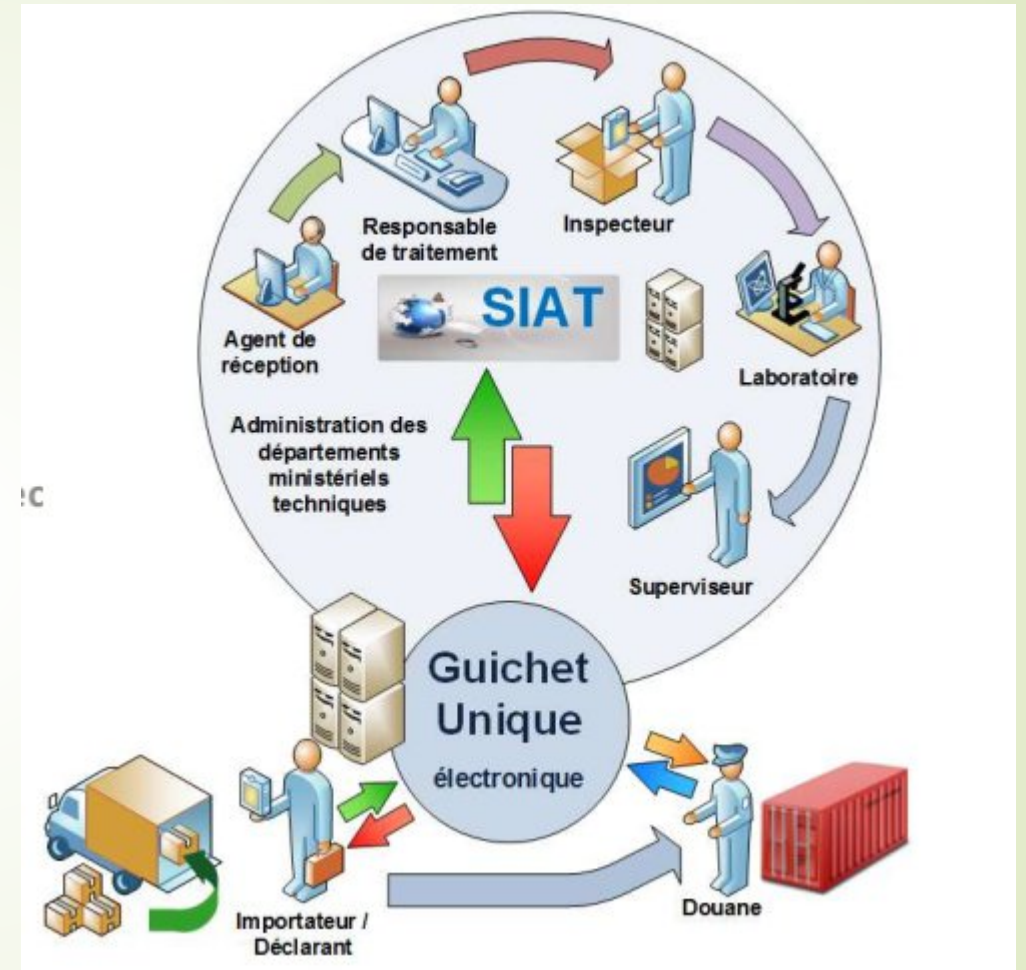 Responsable
de traitement
Inspecteur
SIAT
Agent de
réception
Laboratoire
Administration des
départements
ministériels
techniques
ec
Superviseur
Guichet
Unique
électronique
Importateur /
Déclarant
Douane